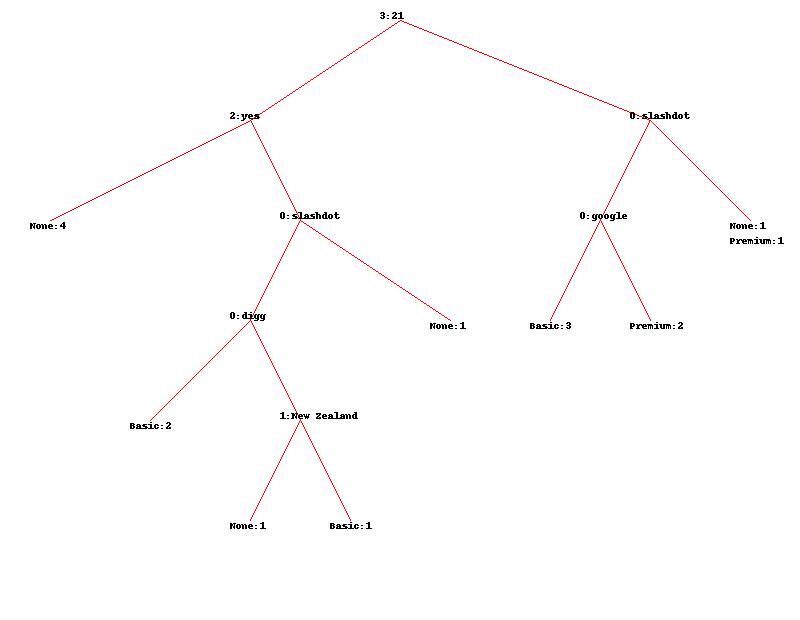 3:21
2:yes
0:slashdot
None:4
0:slashdot
0:google
None:1
Premium:1
0:digg
None:1
Basic:3
Premium:2
Basic:2
1:New Zealand
None:1
Basic:1